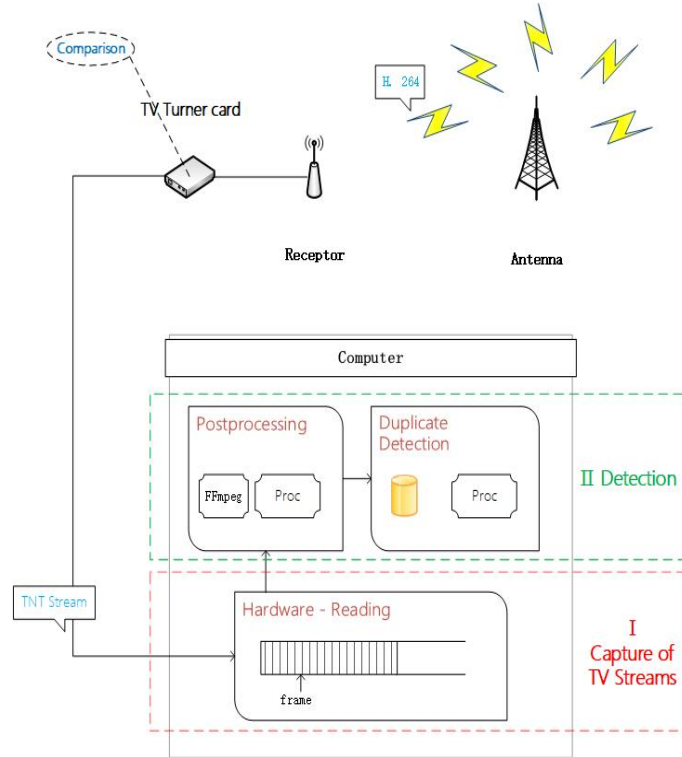 Comparison
H. 264
TV Turner card
Receptor
Antenna
Computer
Postprocessing
FFmpeg
Proc
Duplicate
Detection
Proc
II Detection
TNT Stream
Hardware - Reading
frame
I
Capture of
TV Streams